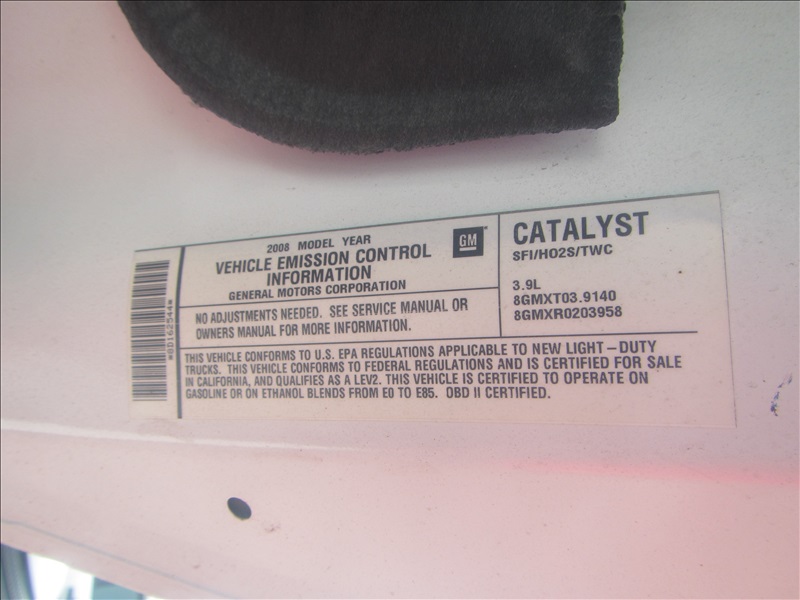 2008 MODEL YEAR
VEHICLE EMISSION CONTROL
INFORMATION
GENERAL MOTORS CORPORATION
GM
NO ADJUSTMENTS NEEDED. SEE SERVICE MANUAL OR
OWNERS MANUAL FOR MORE INFORMATION.
CATALYST
SFI/HO2S/TWC
3.9L
8GMXT03.9140
8GMXR0203958
THIS VEHICLE CONFORMS TO U.S. EPA REGULATIONS APPLICABLE TO NEW LIGHT-DUTY
TRUCKS. THIS VEHICLE CONFORMS TO FEDERAL REGULATIONS AND IS CERTIFIED FOR SALE
IN CALIFORNIA, AND QUALIFIES AS A LEV2. THIS VEHICLE IS CERTIFIED TO OPERATE ON
GASOLINE OR ON ETHANOL BLENDS FROM E0 TO E85. OBD II CERTIFIED.
*8D162544*